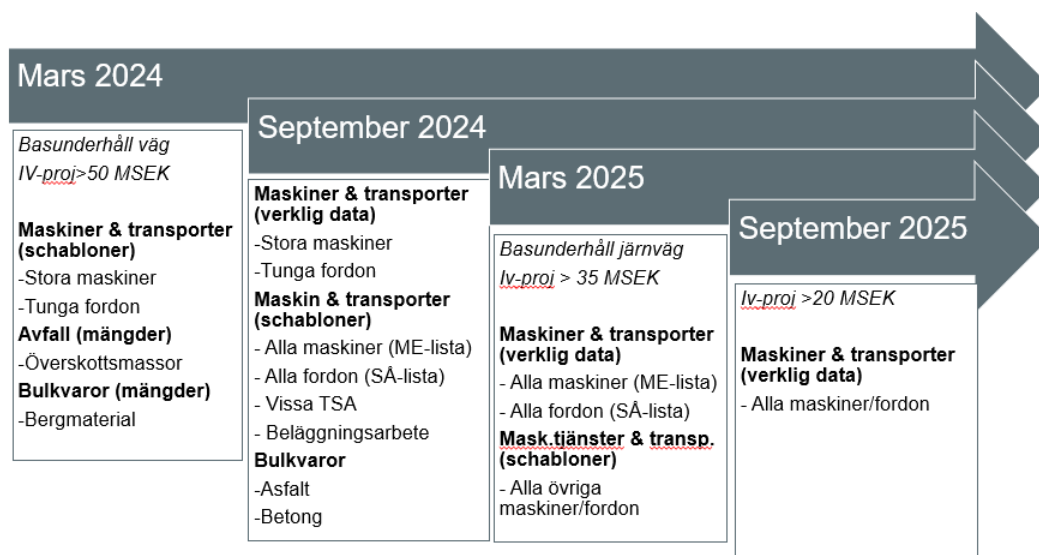 Mars 2024
Basunderhåll väg
IV-proj>50 MSEK
Maskiner & transporter
(schabloner)
-Stora maskiner
-Tunga fordon
Avfall (mängder)
-Överskottsmassor
Bulkvaror (mängder)
-Bergmaterial
September 2024
Maskiner & transporter
(verklig data)
-Stora maskiner
-Tunga fordon
Maskin & transporter
(schabloner)
- Alla maskiner (ME-lista)
- Alla fordon (SÅ-lista)
- Vissa TSA
- Beläggningsarbete
Bulkvaror
-Asfalt
-Betong
Mars 2025
Basunderhåll järnväg
Iv-proj > 35 MSEK
Maskiner & transporter
(verklig data)
- Alla maskiner (ME-lista)
- Alla fordon (SÅ-lista)
Mask.tjänster & transp.
(schabloner)
- Alla övriga
maskiner/fordon
September 2025
Iv-proj >20 MSEK
Maskiner & transporter
(verklig data)
- Alla maskiner/fordon